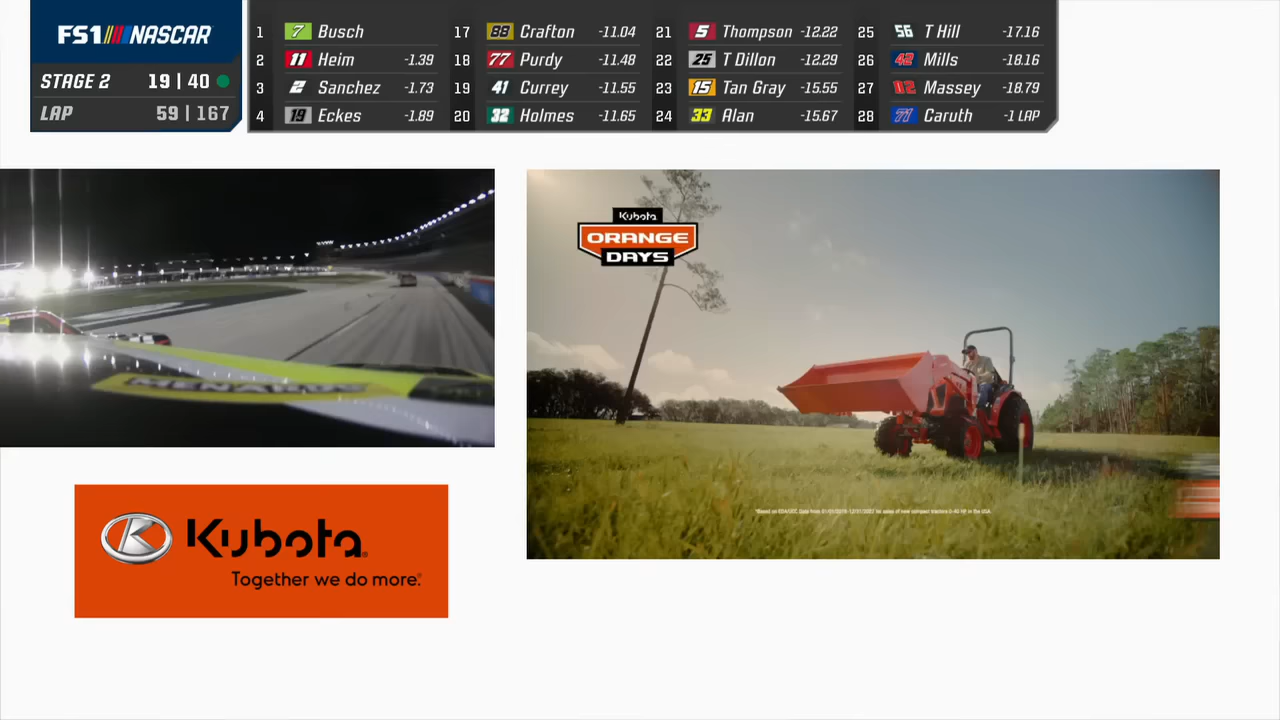 FS1 NASCAR
STAGE 2 19 | 40
LAP 59 | 167
1 7 Busch
2 11 Heim -1.39
3 2 Sanchez -1.73
4 19 Eckes -1.89
17 88 Crafton -11.04
18 77 Purdy -11.48
19 41 Currey -11.55
20 32 Holmes -11.65
21 5 Thompson -12.22
22 25 T Dillon -12.29
23 15 Tan Gray -15.55
24 33 Alan -15.67
25 56 T Hill -17.16
26 42 Mills -18.16
27 02 Massey -18.79
28 71 Caruth -1 LAP
MENARDS
Kubota
ORANGE
DAYS
K Kubota®
Together we do more.®